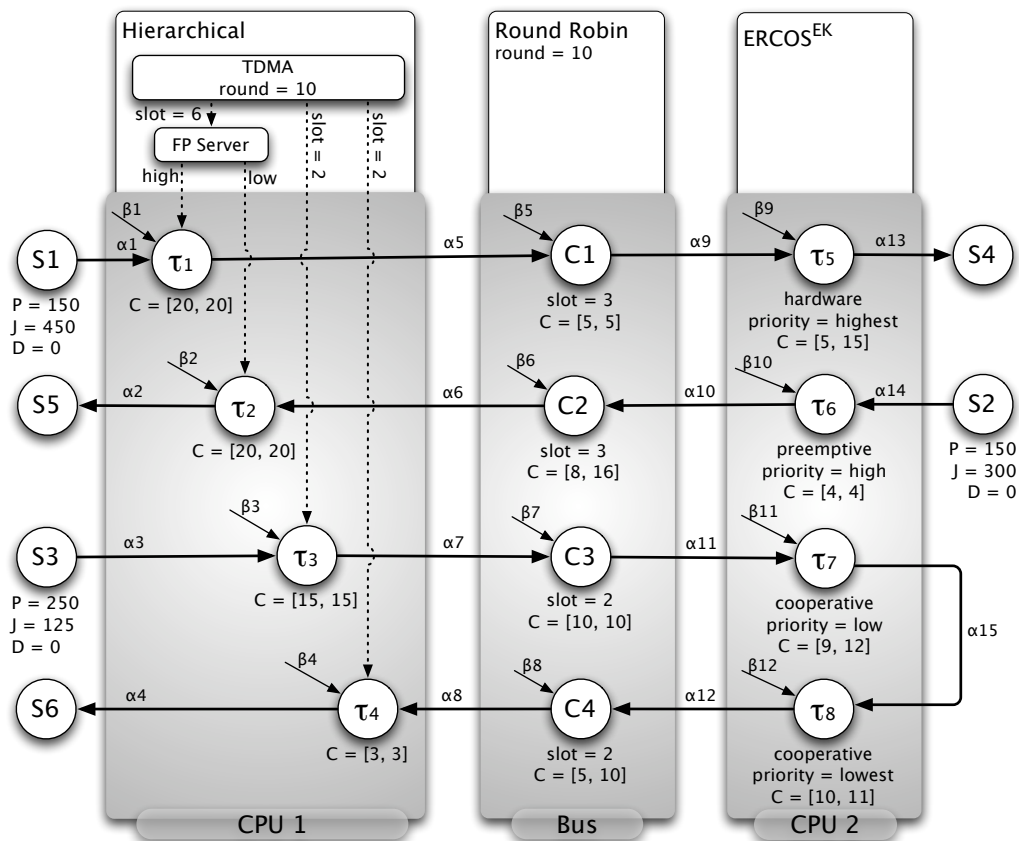 Hierarchical
TDMA
round = 10
slot = 6
slot = 2
slot = 2
FP Server
high
low
Round Robin
round = 10
ERCOS^EK
S1
P = 150
J = 450
D = 0
α1
β1
τ1
C = [20, 20]
α5
β5
C1
slot = 3
C = [5, 5]
α9
β9
τ5
hardware
priority = highest
C = [5, 15]
α13
S4
S5
α2
β2
τ2
C = [20, 20]
α6
β6
C2
slot = 3
C = [8, 16]
α10
β10
τ6
preemptive
priority = high
C = [4, 4]
α14
S2
P = 150
J = 300
D = 0
S3
P = 250
J = 125
D = 0
α3
β3
τ3
C = [15, 15]
α7
β7
C3
slot = 2
C = [10, 10]
α11
β11
τ7
cooperative
priority = low
C = [9, 12]
α15
S6
α4
β4
τ4
C = [3, 3]
α8
β8
C4
slot = 2
C = [5, 10]
α12
β12
τ8
cooperative
priority = lowest
C = [10, 11]
CPU 1
Bus
CPU 2